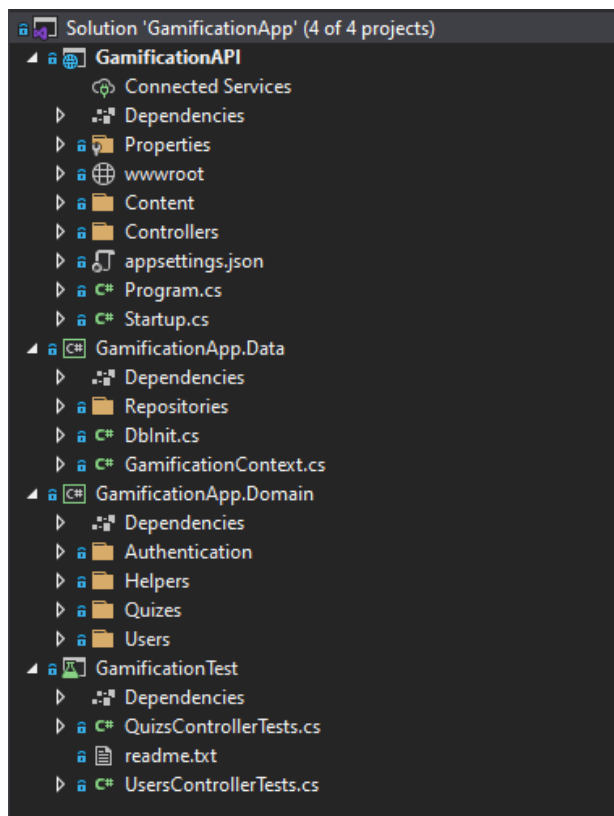 Solution 'GamificationApp' (4 of 4 projects)
GamificationAPI
Connected Services
Dependencies
Properties
wwwroot
Content
Controllers
appsettings.json
C# Program.cs
C# Startup.cs
C# GamificationApp.Data
Dependencies
Repositories
C# DbInit.cs
C# GamificationContext.cs
C# GamificationApp.Domain
Dependencies
Authentication
Helpers
Quizes
Users
GamificationTest
Dependencies
C# QuizsControllerTests.cs
readme.txt
C# UsersControllerTests.cs